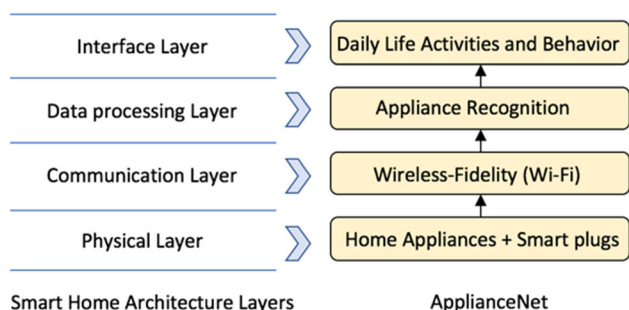 Interface Layer
Daily Life Activities and Behavior
Data processing Layer
Appliance Recognition
Communication Layer
Wireless-Fidelity (Wi-Fi)
Physical Layer
Home Appliances + Smart plugs
Smart Home Architecture Layers
ApplianceNet